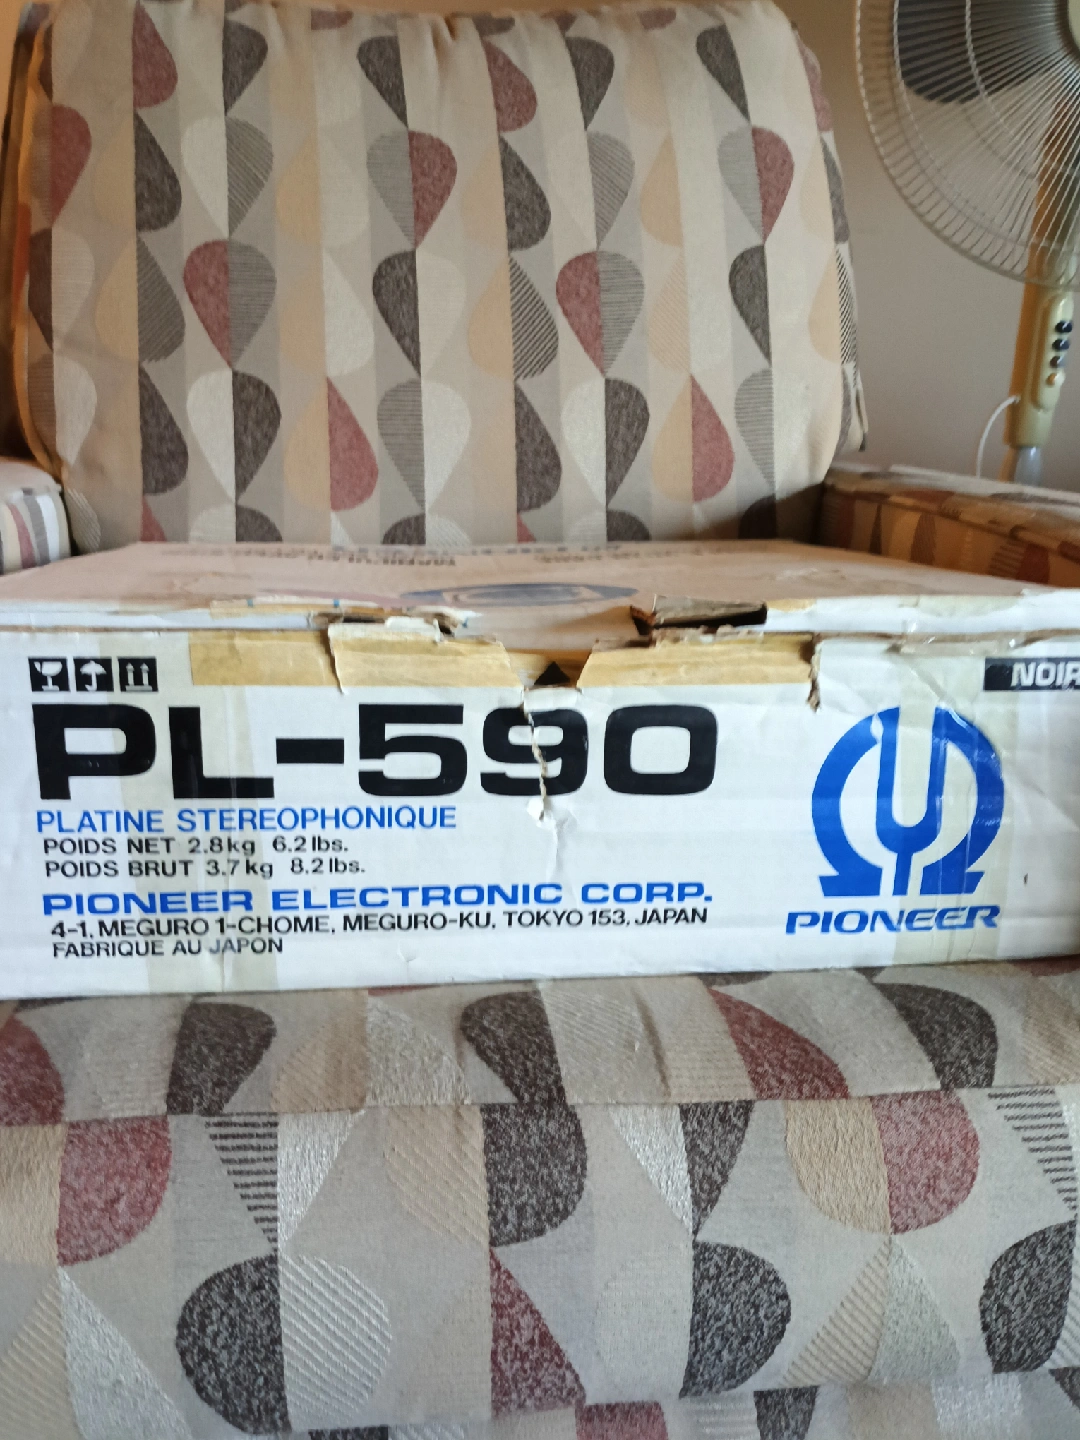 NOIR
PL-590
PLATINE STEREOPHONIQUE
POIDS NET 2.8kg 6.2lbs.
POIDS BRUT 3.7kg 8.2lbs.
PIONEER ELECTRONIC CORP.
4-1, MEGURO 1-CHOME, MEGURO-KU, TOKYO 153, JAPAN
FABRIQUE AU JAPON
PIONEER